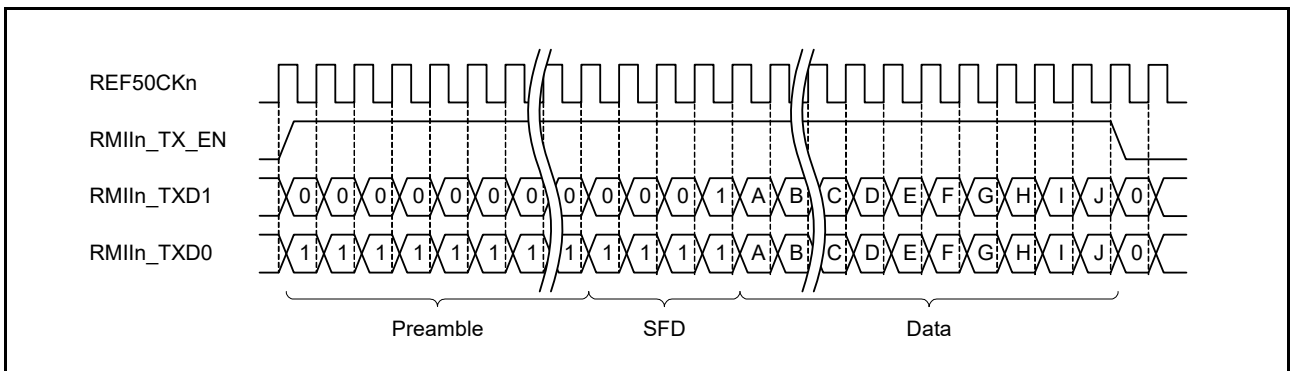 REF50CKn
RMIIn_TX_EN
RMIIn_TXD1 0 0 0 0 0 0 0 0 0 0 0 1 A B C D E F G H I J 0
RMIIn_TXD0 1 1 1 1 1 1 1 1 1 1 1 1 A B C D E F G H I J 0
Preamble SFD Data